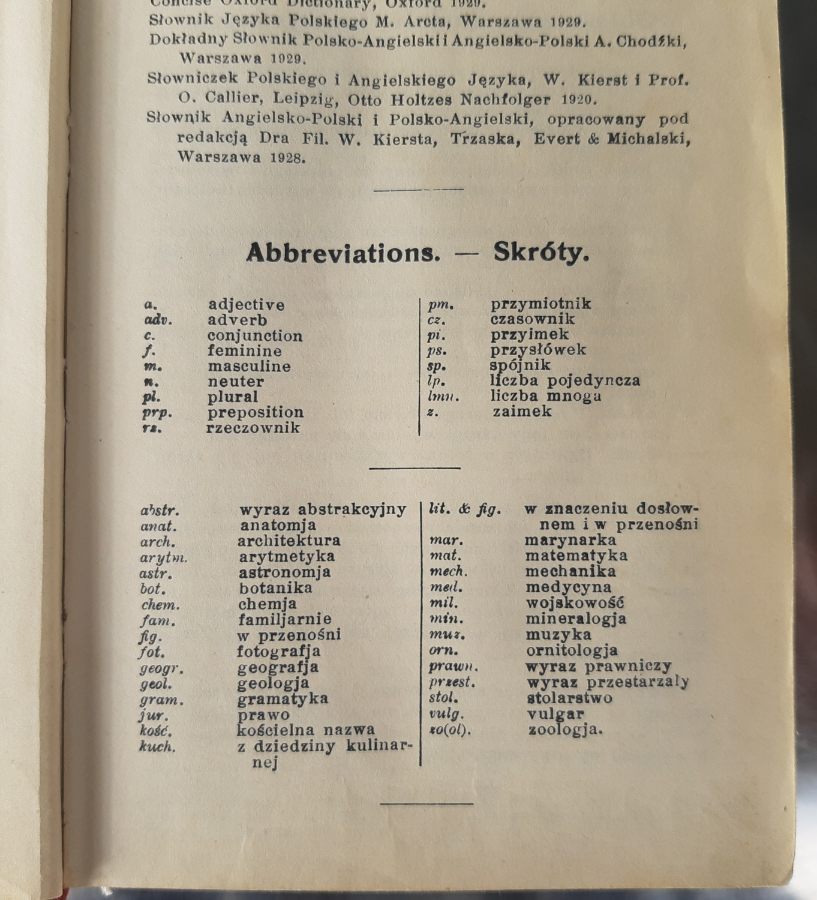 Concise Oxford Dictionary, Oxford 1929.
Słownik Języka Polskiego M. Arcta, Warszawa 1929.
Dokładny Słownik Polsko-Angielski i Angielsko-Polski A. Chodźki,
Warszawa 1929.
Słowniczek Polskiego i Angielskiego Języka, W. Kierst i Prof.
O. Callier, Leipzig, Otto Holtzes Nachfolger 1920.
Słownik Angielsko-Polski i Polsko-Angielski, opracowany pod
redakcją Dra Fil. W. Kiersta, Trzaska, Evert & Michalski,
Warszawa 1928.
Abbreviations. — Skróty.
a. adjective
adv. adverb
c. conjunction
f. feminine
m. masculine
n. neuter
pl. plural
prp. preposition
rz. rzeczownik
pm. przymiotnik
cz. czasownik
pi. przyimek
ps. przysłówek
sp. spójnik
lp. liczba pojedyncza
lmn. liczba mnoga
z. zaimek
abstr. wyraz abstrakcyjny
anat. anatomja
arch. architektura
arytm. arytmetyka
astr. astronomja
bot. botanika
chem. chemja
fam. familjarnie
fig. w przenośni
fot. fotografja
geogr. geografja
geol. geologja
gram. gramatyka
jur. prawo
kość. kościelna nazwa
kuch. z dziedziny kulinar-
nej
lit. & fig. w znaczeniu dosłow-
nem i w przenośni
mar. marynarka
mat. matematyka
mech. mechanika
med. medycyna
mil. wojskowość
min. mineralogja
muz. muzyka
orn. ornitologja
prawn. wyraz prawniczy
przest. wyraz przestarzały
stol. stolarstwo
vulg. vulgar
zo(ol). zoologja.